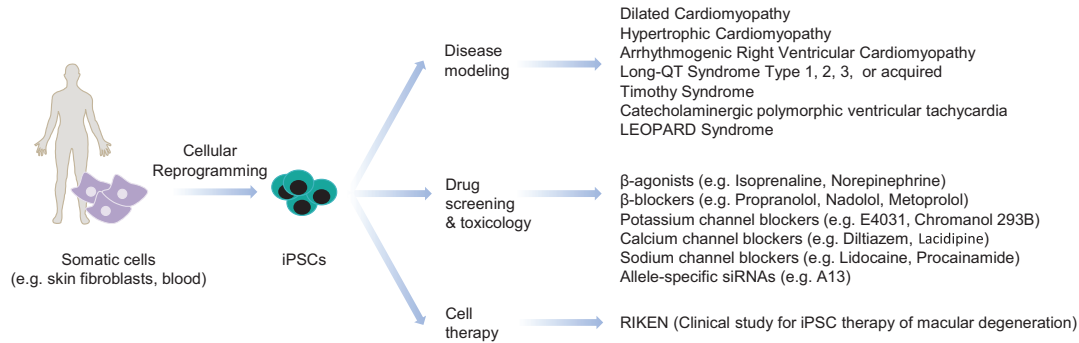 Somatic cells
(e.g. skin fibroblasts, blood)
Cellular
Reprogramming
iPSCs
Disease
modeling
Dilated Cardiomyopathy
Hypertrophic Cardiomyopathy
Arrhythmogenic Right Ventricular Cardiomyopathy
Long-QT Syndrome Type 1, 2, 3, or acquired
Timothy Syndrome
Catecholaminergic polymorphic ventricular tachycardia
LEOPARD Syndrome
Drug
screening
& toxicology
β-agonists (e.g. Isoprenaline, Norepinephrine)
β-blockers (e.g. Propranolol, Nadolol, Metoprolol)
Potassium channel blockers (e.g. E4031, Chromanol 293B)
Calcium channel blockers (e.g. Diltiazem, Lacidipine)
Sodium channel blockers (e.g. Lidocaine, Procainamide)
Allele-specific siRNAs (e.g. A13)
Cell
therapy
RIKEN (Clinical study for iPSC therapy of macular degeneration)